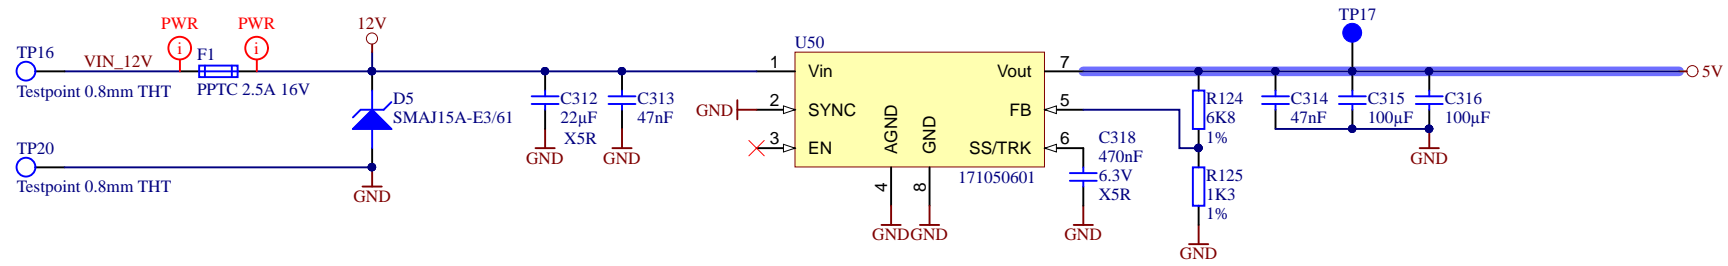 PWR
PWR
12V
TP17
TP16
VIN_12V
F1
U50
Testpoint 0.8mm THT
PPTC 2.5A 16V
1
Vin
Vout
7
5V
D5
SMAJ15A-E3/61
C312
22µF
X5R
C313
47nF
GND
2
SYNC
FB
5
R124
6K8
1%
C314
47nF
C315
100µF
C316
100µF
3
EN
AGND
GND
SS/TRK
6
C318
470nF
6.3V
X5R
GND
GND
GND
TP20
Testpoint 0.8mm THT
GND
171050601
R125
1K3
1%
4
8
GND
GND
GND
GND